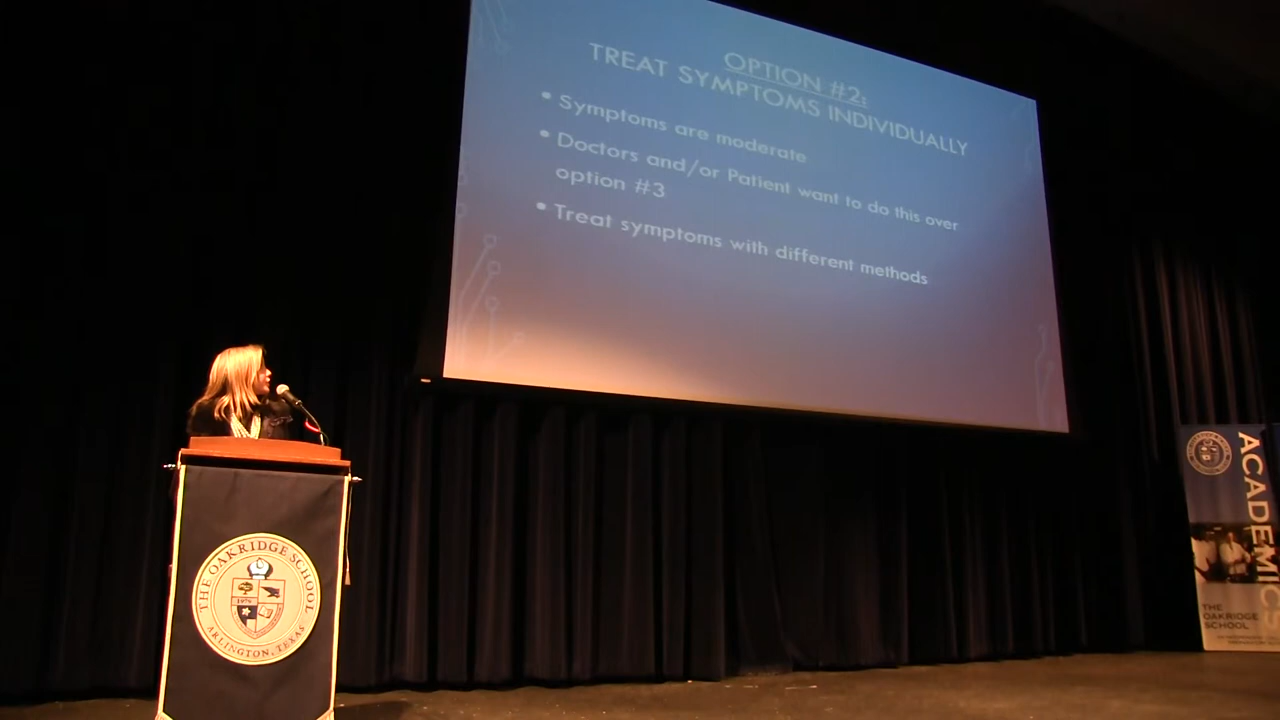 OPTION #2:
TREAT SYMPTOMS INDIVIDUALLY
• Symptoms are moderate
• Doctors and/or Patient want to do this over
option #3
• Treat symptoms with different methods
THE OAKRIDGE SCHOOL
1979
ARLINGTON, TEXAS
ACADEMICS
THE
OAKRIDGE
SCHOOL